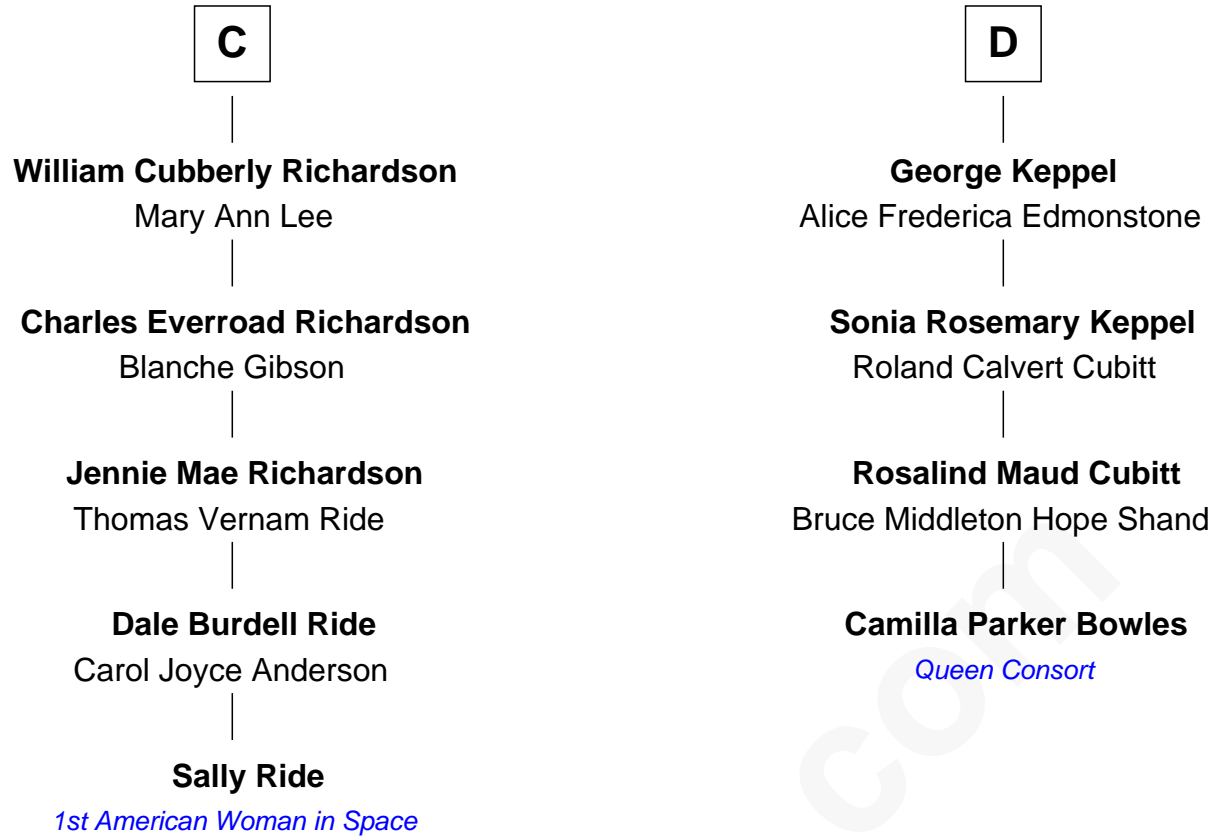 C
William Cubberly Richardson
Mary Ann Lee
Charles Everroad Richardson
Blanche Gibson
Jennie Mae Richardson
Thomas Vernam Ride
Dale Burdell Ride
Carol Joyce Anderson
Sally Ride
1st American Woman in Space
D
George Keppel
Alice Frederica Edmonstone
Sonia Rosemary Keppel
Roland Calvert Cubitt
Rosalind Maud Cubitt
Bruce Middleton Hope Shand
Camilla Parker Bowles
Queen Consort
com